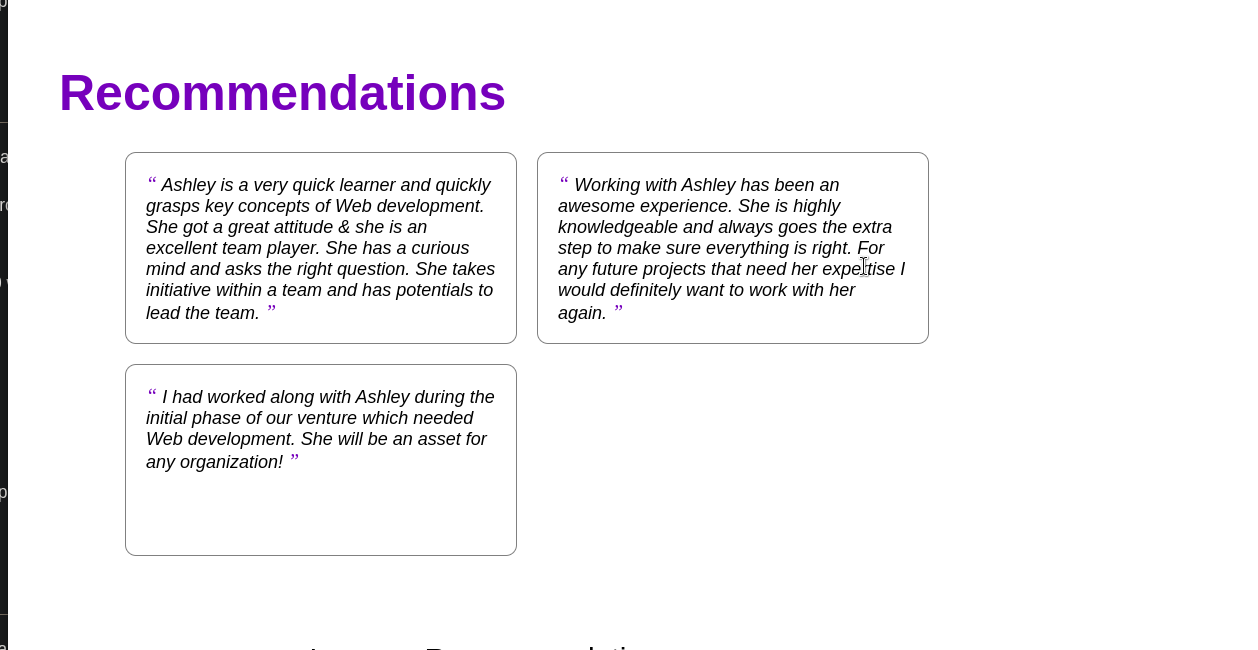 Recommendations
“ Ashley is a very quick learner and quickly
grasps key concepts of Web development.
She got a great attitude & she is an
excellent team player. She has a curious
mind and asks the right question. She takes
initiative within a team and has potentials to
lead the team. ”
“ Working with Ashley has been an
awesome experience. She is highly
knowledgeable and always goes the extra
step to make sure everything is right. For
any future projects that need her expertise I
would definitely want to work with her
again. ”
“ I had worked along with Ashley during the
initial phase of our venture which needed
Web development. She will be an asset for
any organization! ”